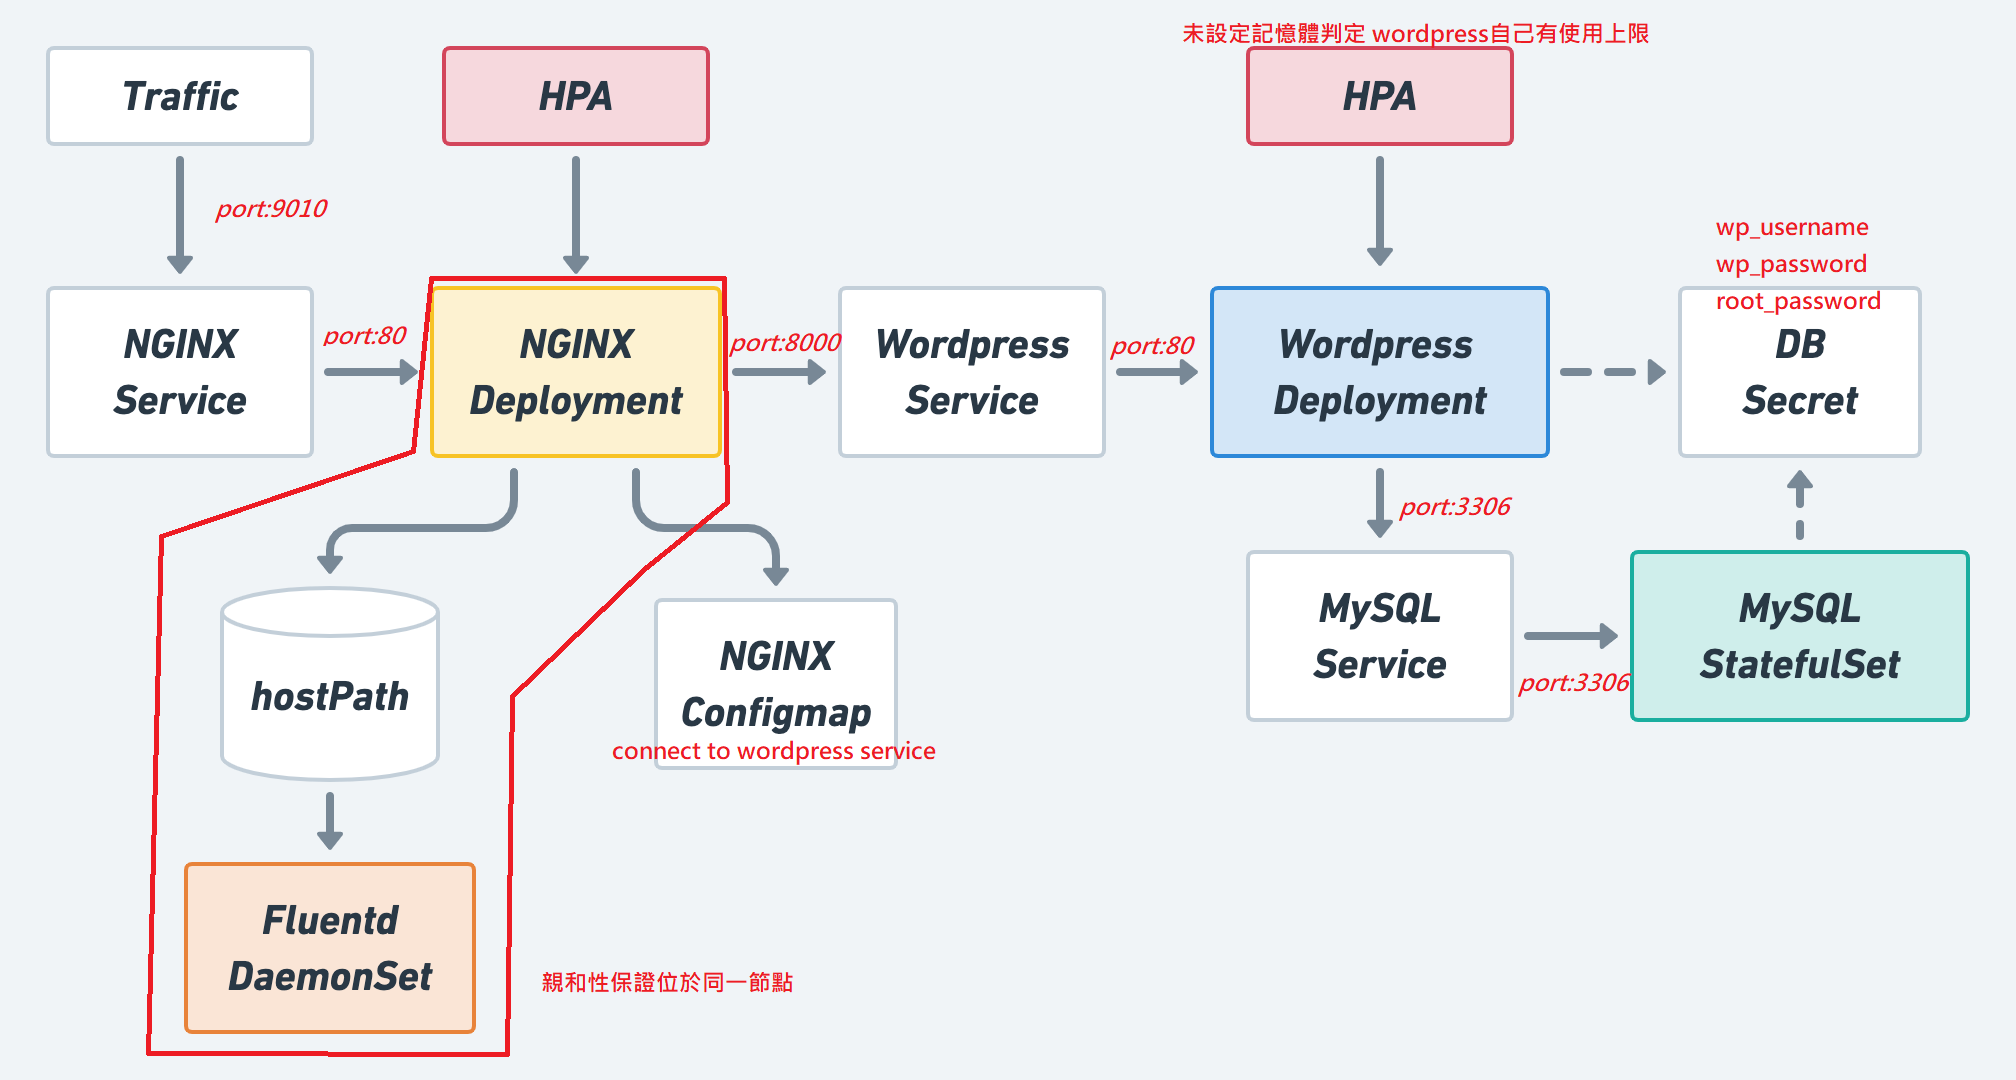 未設定記憶體判定 wordpress自己有使用上限
Traffic
HPA
HPA
port:9010
wp_username
wp_password
root_password
NGINX
Service
port:80
NGINX
Deployment
port:8000
Wordpress
Service
port:80
Wordpress
Deployment
DB
Secret
port:3306
hostPath
NGINX
Configmap
connect to wordpress service
MySQL
Service
port:3306
MySQL
StatefulSet
Fluentd
DaemonSet
親和性保證位於同一節點